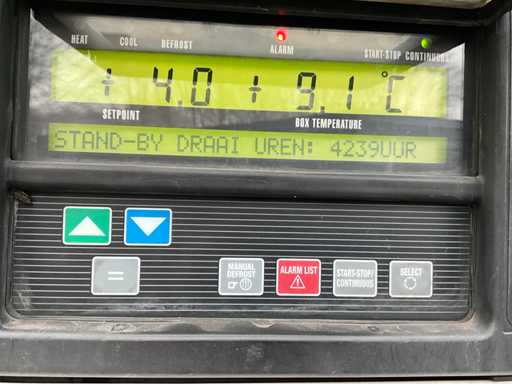 HEAT COOL DEFROST ALARM START-STOP CONTINUOUS
+ 4.0 + 9.1 °C
SETPOINT BOX TEMPERATURE
STAND-BY DRAAI UREN: 4239UUR
=
MANUAL
DEFROST
ALARM LIST
START-STOP/
CONTINUOUS
SELECT